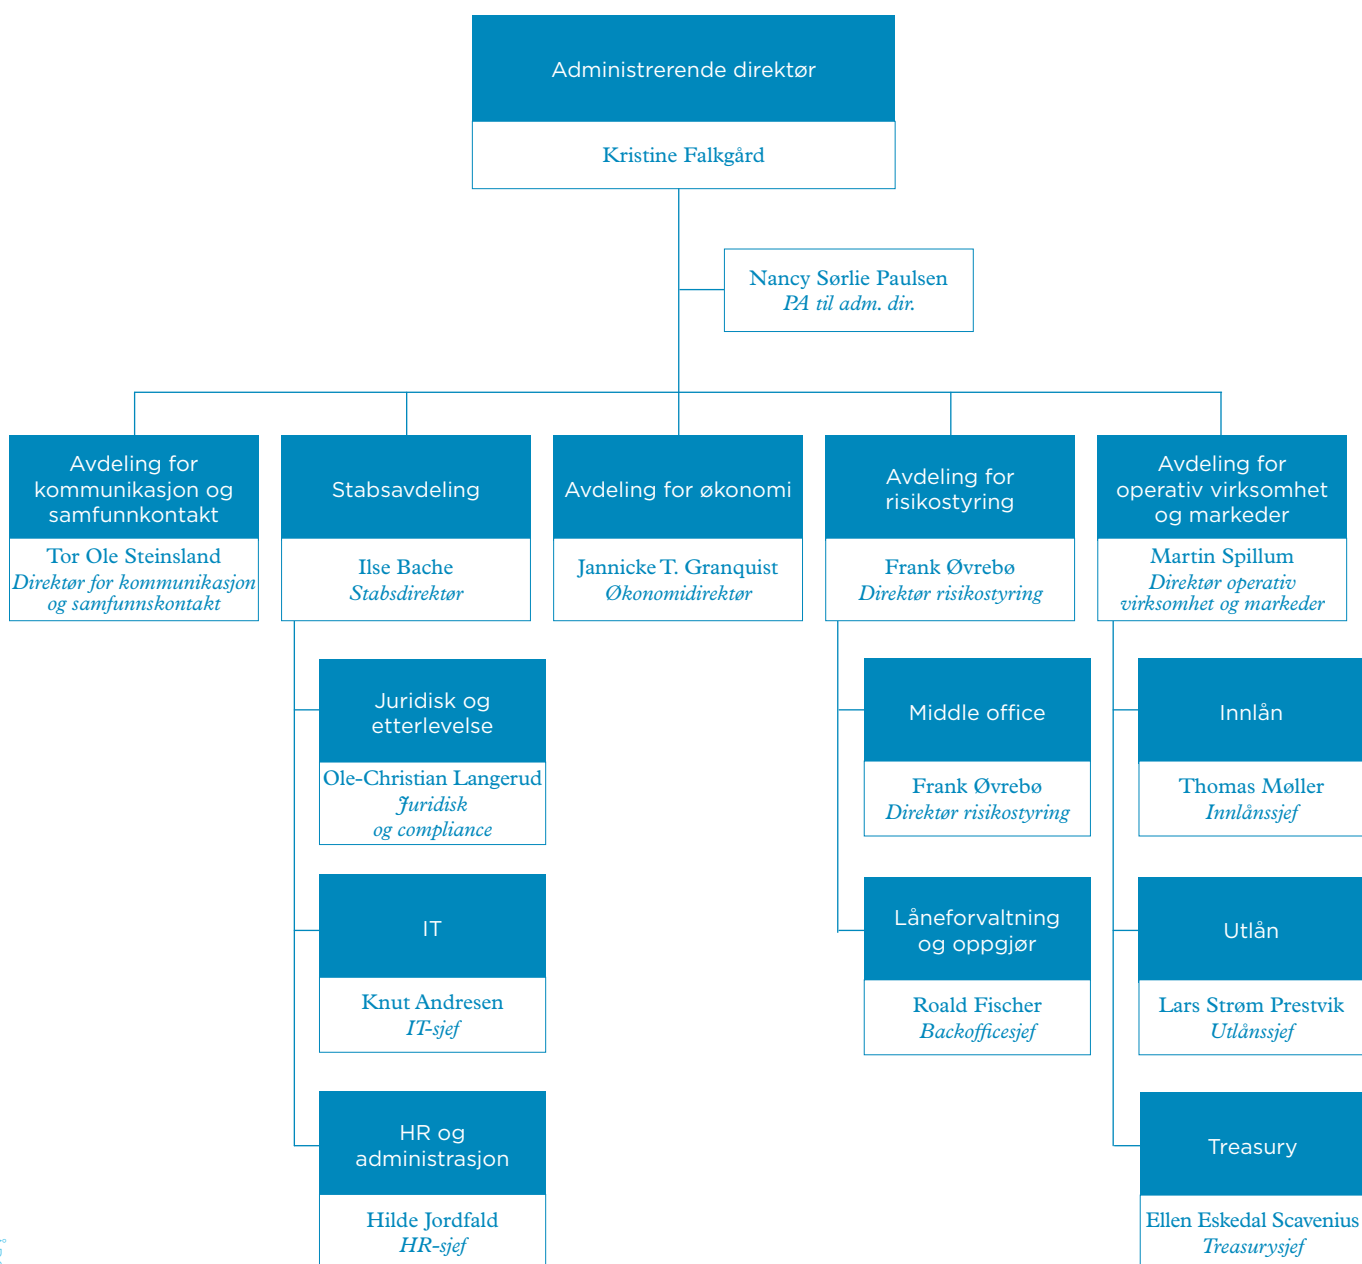 Administrerende direktør
Kristine Falkgård
Nancy Sørlie Paulsen
PA til adm. dir.
Avdeling for
kommunikasjon og
samfunnkontakt
Tor Ole Steinsland
Direktør for kommunikasjon
og samfunnskontakt
Stabsavdeling
Ilse Bache
Stabsdirektør
Avdeling for økonomi
Jannicke T. Granquist
Økonomidirektør
Avdeling for
risikostyring
Frank Øvrebø
Direktør risikostyring
Avdeling for
operativ virksomhet
og markeder
Martin Spillum
Direktør operativ
virksomhet og markeder
Juridisk og
etterlevelse
Ole-Christian Langerud
Juridisk
og compliance
IT
Knut Andresen
IT-sjef
HR og
administrasjon
Hilde Jordfald
HR-sjef
Middle office
Frank Øvrebø
Direktør risikostyring
Låneforvaltning
og oppgjør
Roald Fischer
Backofficesjef
Innlån
Thomas Møller
Innlånssjef
Utlån
Lars Strøm Prestvik
Utlånssjef
Treasury
Ellen Eskedal Scavenius
Treasurysjef